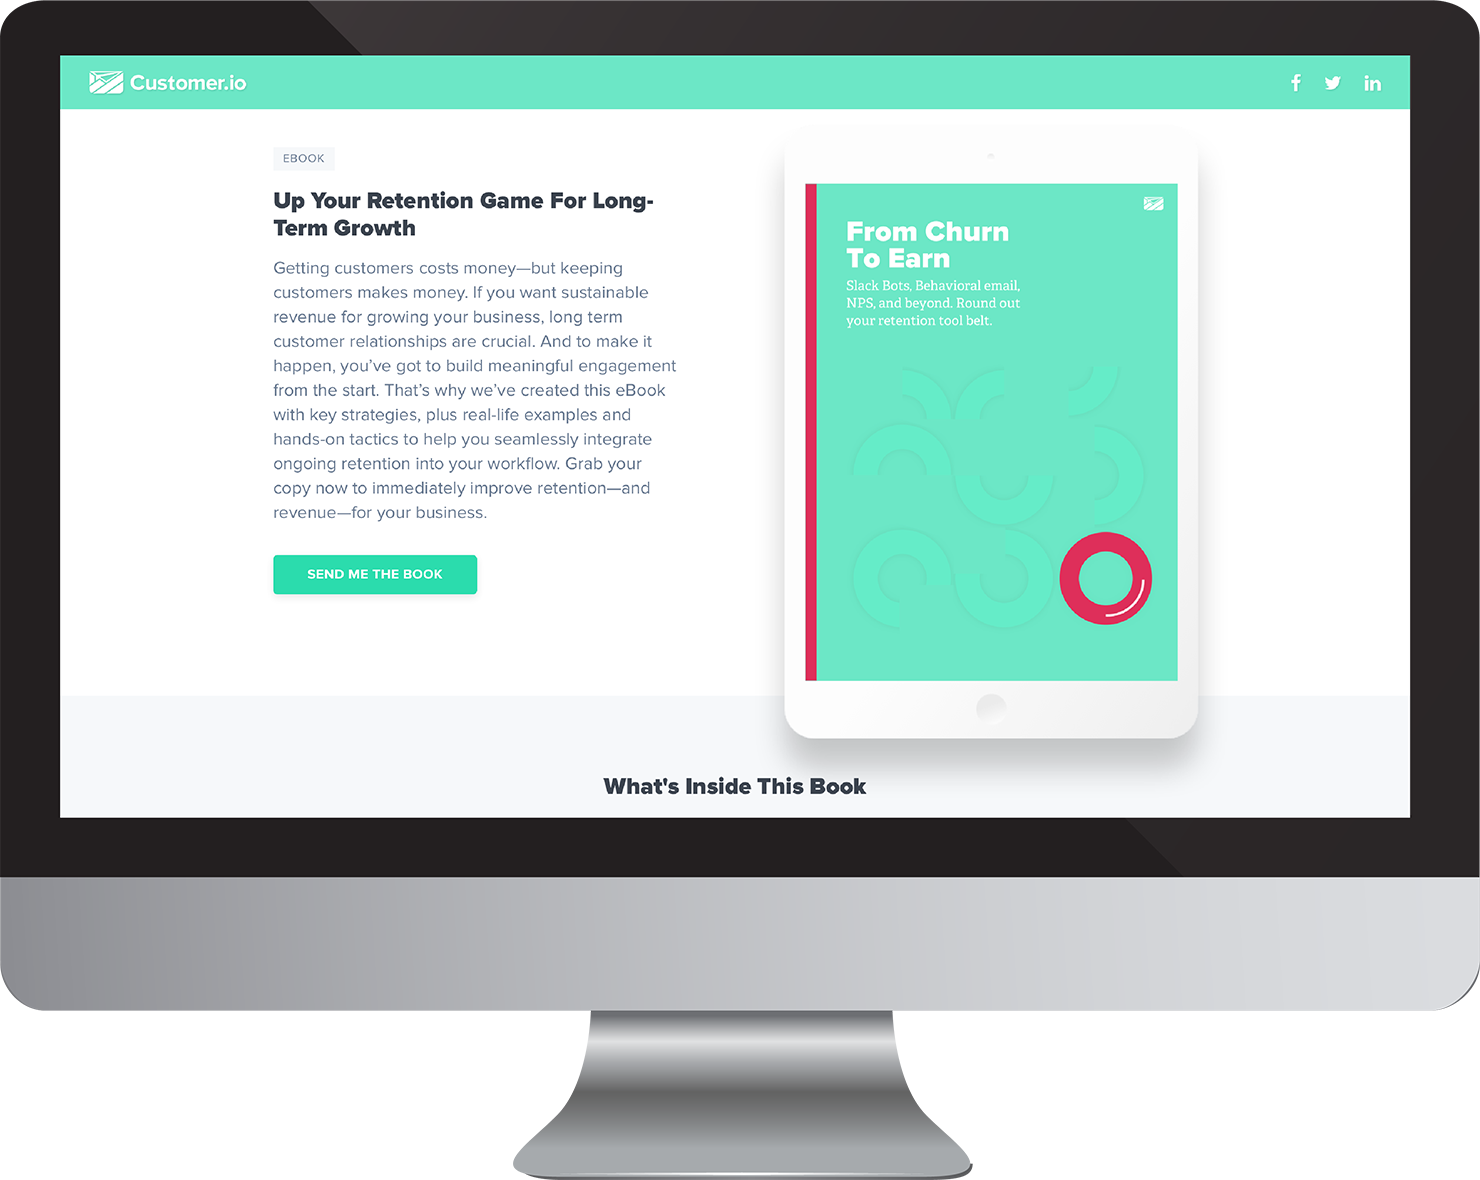 Customer.io
EBOOK
Up Your Retention Game For Long-
Term Growth
Getting customers costs money—but keeping
customers makes money. If you want sustainable
revenue for growing your business, long term
customer relationships are crucial. And to make it
happen, you’ve got to build meaningful engagement
from the start. That’s why we’ve created this eBook
with key strategies, plus real-life examples and
hands-on tactics to help you seamlessly integrate
ongoing retention into your workflow. Grab your
copy now to immediately improve retention—and
revenue—for your business.
SEND ME THE BOOK
From Churn
To Earn
Slack Bots, Behavioral email,
NPS, and beyond. Round out
your retention tool belt.
What's Inside This Book